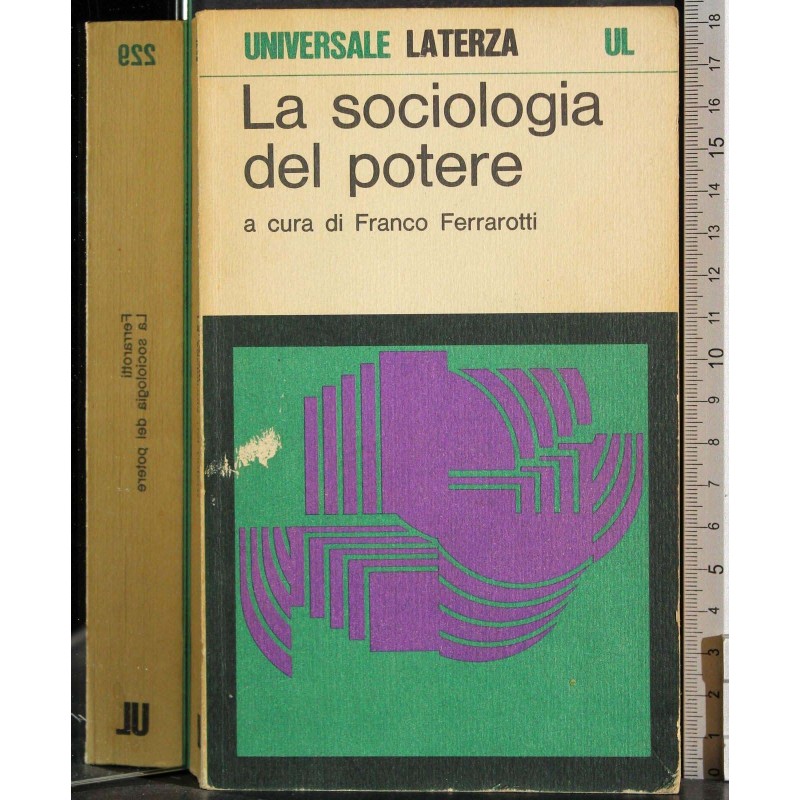 UNIVERSALE LATERZA UL
La sociologia
del potere
a cura di Franco Ferrarotti
229
La sociologia del potere
Ferrarotti
UL
18
17
16
15
14
13
12
11
10
9
8
7
6
5
4
3
2
1
0